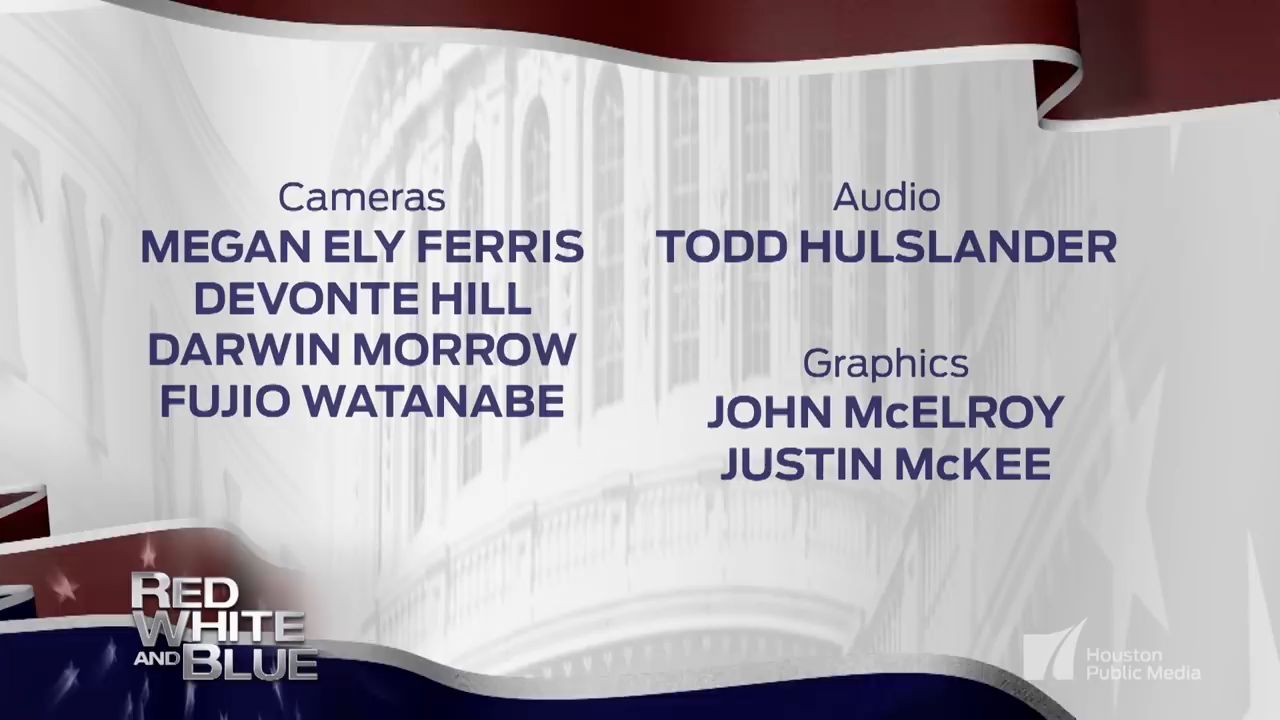 Cameras
MEGAN ELY FERRIS
DEVONTE HILL
DARWIN MORROW
FUJIO WATANABE
Audio
TODD HULSLANDER
Graphics
JOHN McELROY
JUSTIN McKEE
RED
WHITE
AND BLUE
Houston
Public Media